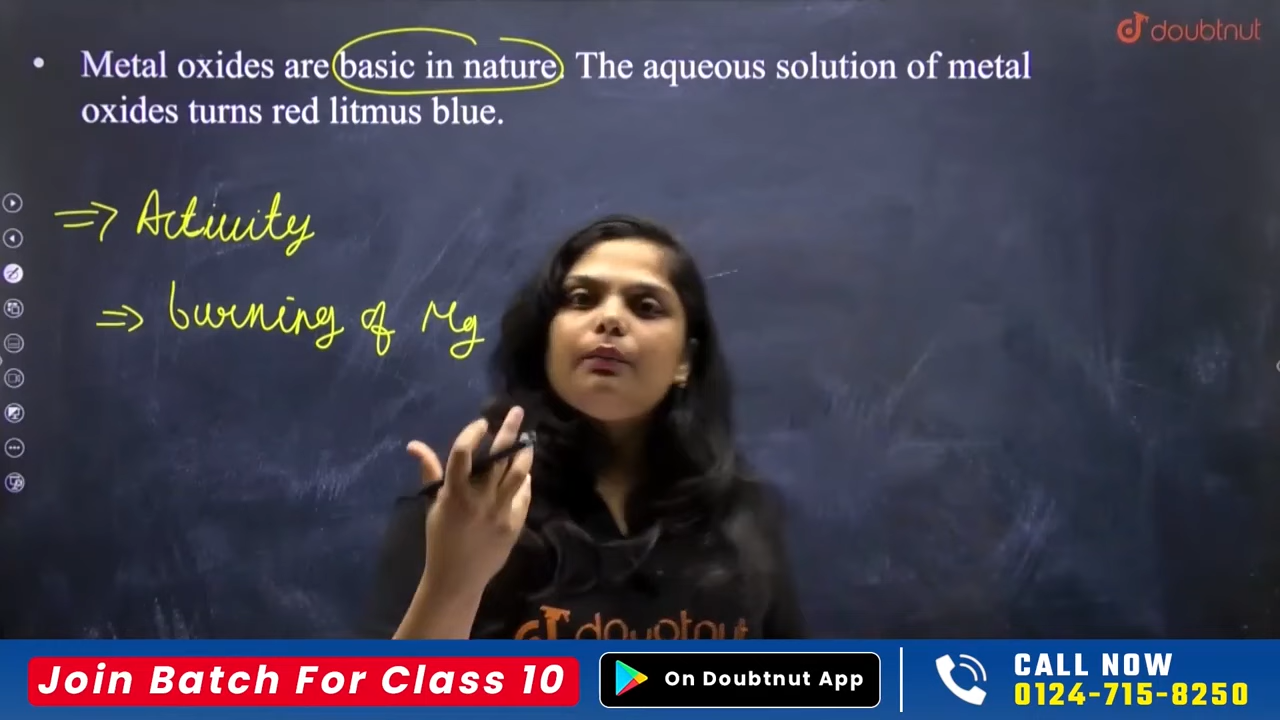 doubtnut
• Metal oxides are basic in nature. The aqueous solution of metal
oxides turns red litmus blue.
⇒ Activity
⇒ burning of Mg
doubtnut
Join Batch For Class 10
On Doubtnut App
CALL NOW
0124-715-8250